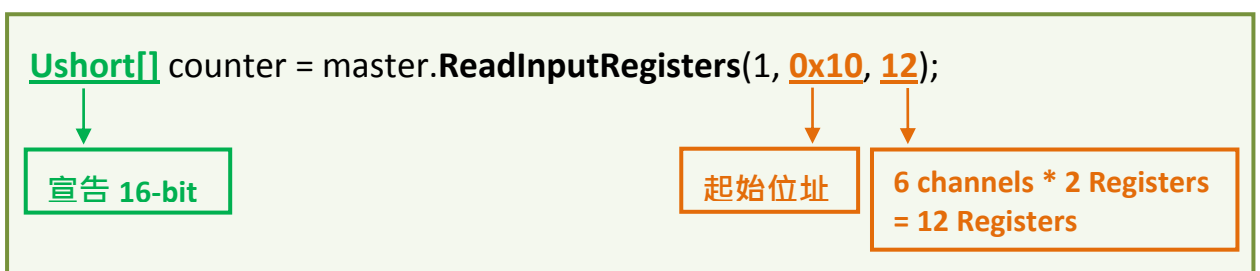 Ushort[] counter = master.ReadInputRegisters(1, 0x10, 12);
宣告 16-bit
起始位址
6 channels * 2 Registers
= 12 Registers